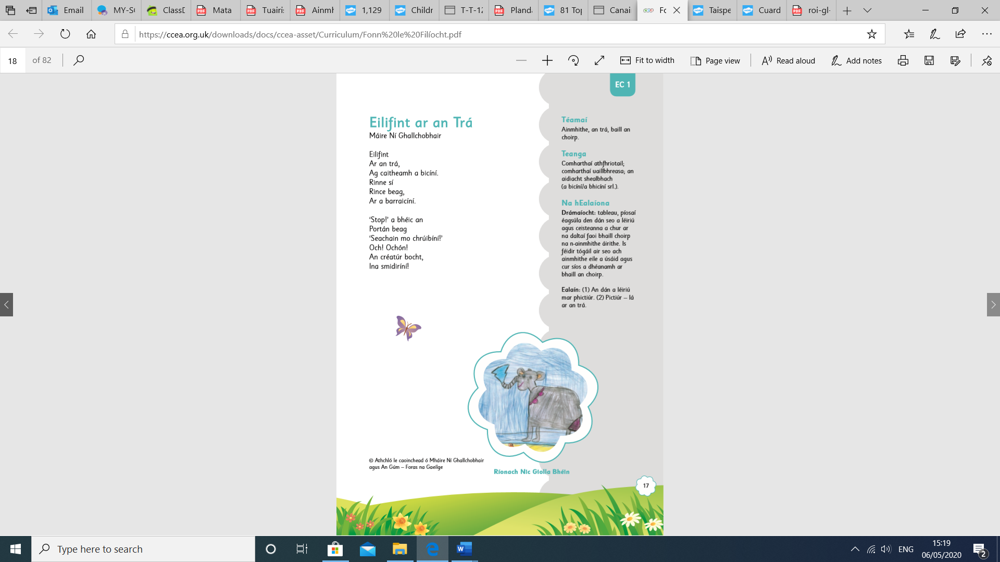 Email
MY-SC
ClassD
Mata
Tuairis
Ainmh
1,129
Childr
T-T-12
Planda
81 Top
Canai
Fo
Taispe
Cuard
roi-gl-
https://ccea.org.uk/downloads/docs/ccea-asset/Curriculum/Fonn%20le%20Filíocht.pdf
18 of 82
Fit to width
Page view
Read aloud
Add notes
EC 1
Eilifint ar an Trá
Máire Ní Ghallchobhair
Eilifint
Ar an trá,
Ag caitheamh a bicíní.
Rinne sí
Rince beag,
Ar a barraicíní.
‘Stop!’ a bhéic an
Portán beag
‘Seachain mo chrúibíní!’
Och! Ochón!
An créatúr bocht,
Ina smidiríní!
Téamaí
Ainmhithe, an trá, baill an
choirp.
Teanga
Comharthaí athfhriotail;
comharthaí uaillbhreasa; an
aidiacht shealbhach
(a bicíní/a bhicíní srl.).
Na hEalaíona
Drámaíocht: tableau, píosaí
éagsúla den dán seo a léiriú
agus ceisteanna a chur ar
na daltaí faoi bhaill choirp
na n-ainmhithe áirithe. Is
féidir tógáil air seo ach
ainmhithe eile a úsáid agus
cur síos a dhéanamh ar
bhaill an choirp.
Ealaín: (1) An dán a léiriú
mar phictiúr. (2) Pictiúr – lá
ar an trá.
© Athchló le caoinchead ó Mháire Ní Ghallchobhair
agus An Gúm – Foras na Gaeilge
Ríonach Nic Giolla Bhéin
17
Type here to search
ENG
15:19
06/05/2020
2